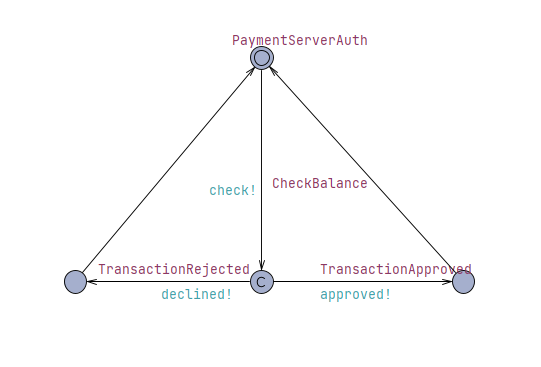 PaymentServerAuth
CheckBalance
check!
TransactionRejected
TransactionApproved
C
declined!
approved!